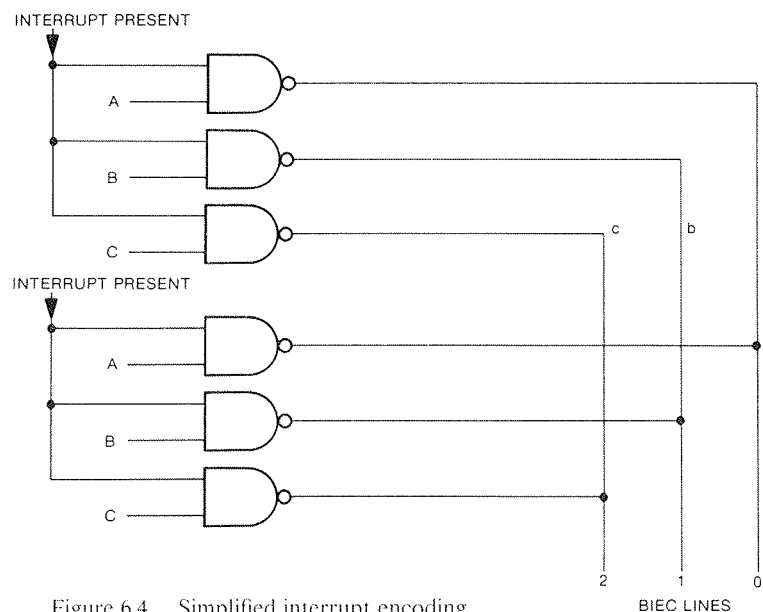 INTERRUPT PRESENT
A
B
C
c b
INTERRUPT PRESENT
A
B
C
2 1 0
Figure 6.4 Simplified interrupt encoding
BIEC LINES